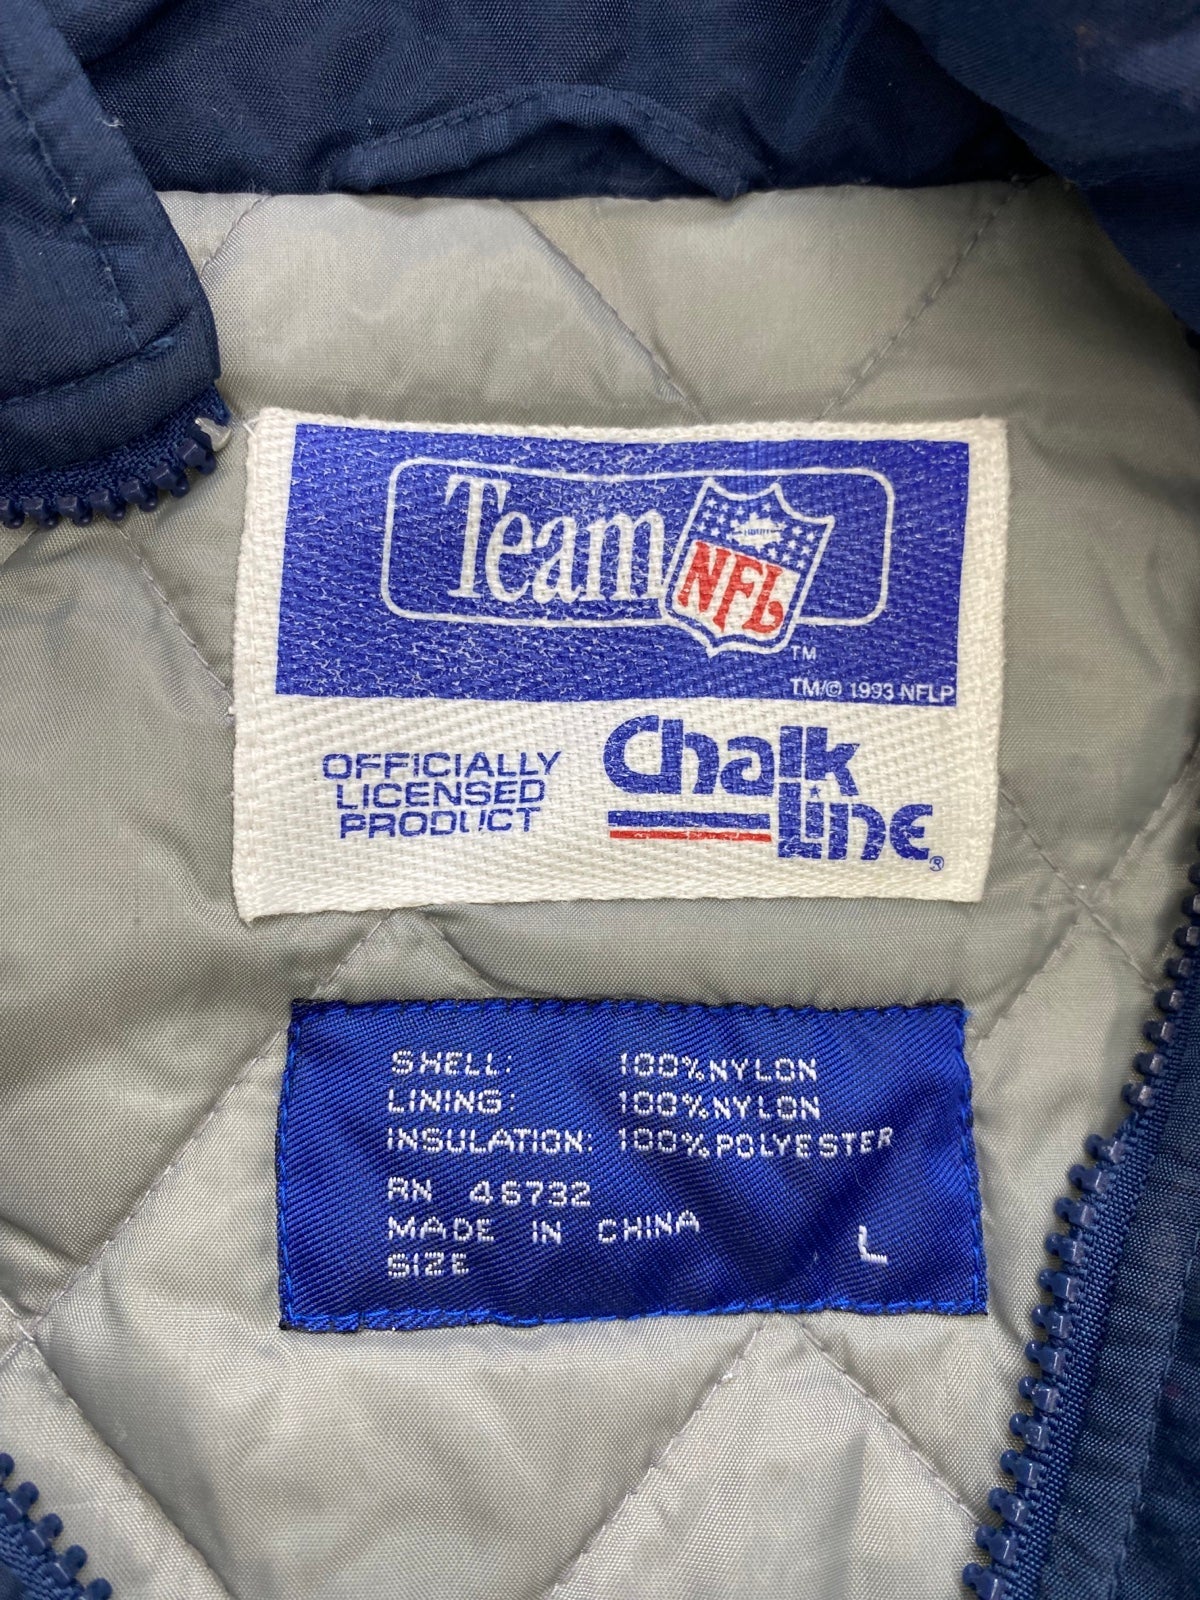 Team NFL
TM
TM/© 1993 NFLP
OFFICIALLY
LICENSED
PRODUCT
Chalk
Line®
SHELL: 100%NYLON
LINING: 100%NYLON
INSULATION: 100%POLYESTER
RN 46732
MADE IN CHINA
SIZE L